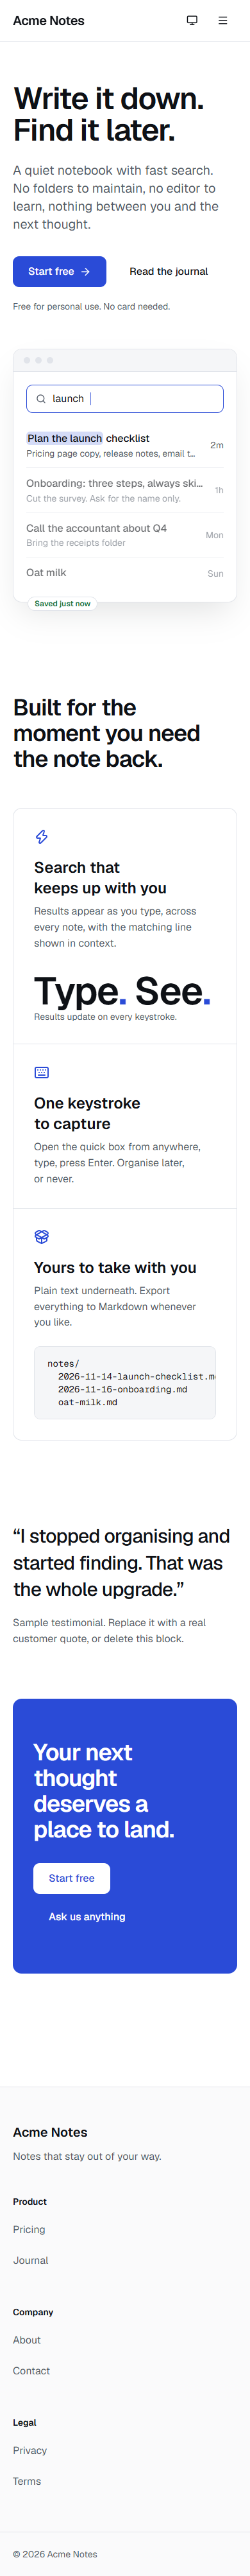 Acme Notes
Write it down.
Find it later.
A quiet notebook with fast search.
No folders to maintain, no editor to
learn, nothing between you and the
next thought.
Start free → Read the journal
Free for personal use. No card needed.
launch
Plan the launch checklist 2m
Pricing page copy, release notes, email t…
Onboarding: three steps, always ski… 1h
Cut the survey. Ask for the name only.
Call the accountant about Q4 Mon
Bring the receipts folder
Oat milk Sun
Saved just now
Built for the
moment you need
the note back.
Search that
keeps up with you
Results appear as you type, across
every note, with the matching line
shown in context.
Type. See.
Results update on every keystroke.
One keystroke
to capture
Open the quick box from anywhere,
type, press Enter. Organise later,
or never.
Yours to take with you
Plain text underneath. Export
everything to Markdown whenever
you like.
notes/
2026-11-14-launch-checklist.m
2026-11-16-onboarding.md
oat-milk.md
“I stopped organising and
started finding. That was
the whole upgrade.”
Sample testimonial. Replace it with a real
customer quote, or delete this block.
Your next
thought
deserves a
place to land.
Start free
Ask us anything
Acme Notes
Notes that stay out of your way.
Product
Pricing
Journal
Company
About
Contact
Legal
Privacy
Terms
© 2026 Acme Notes